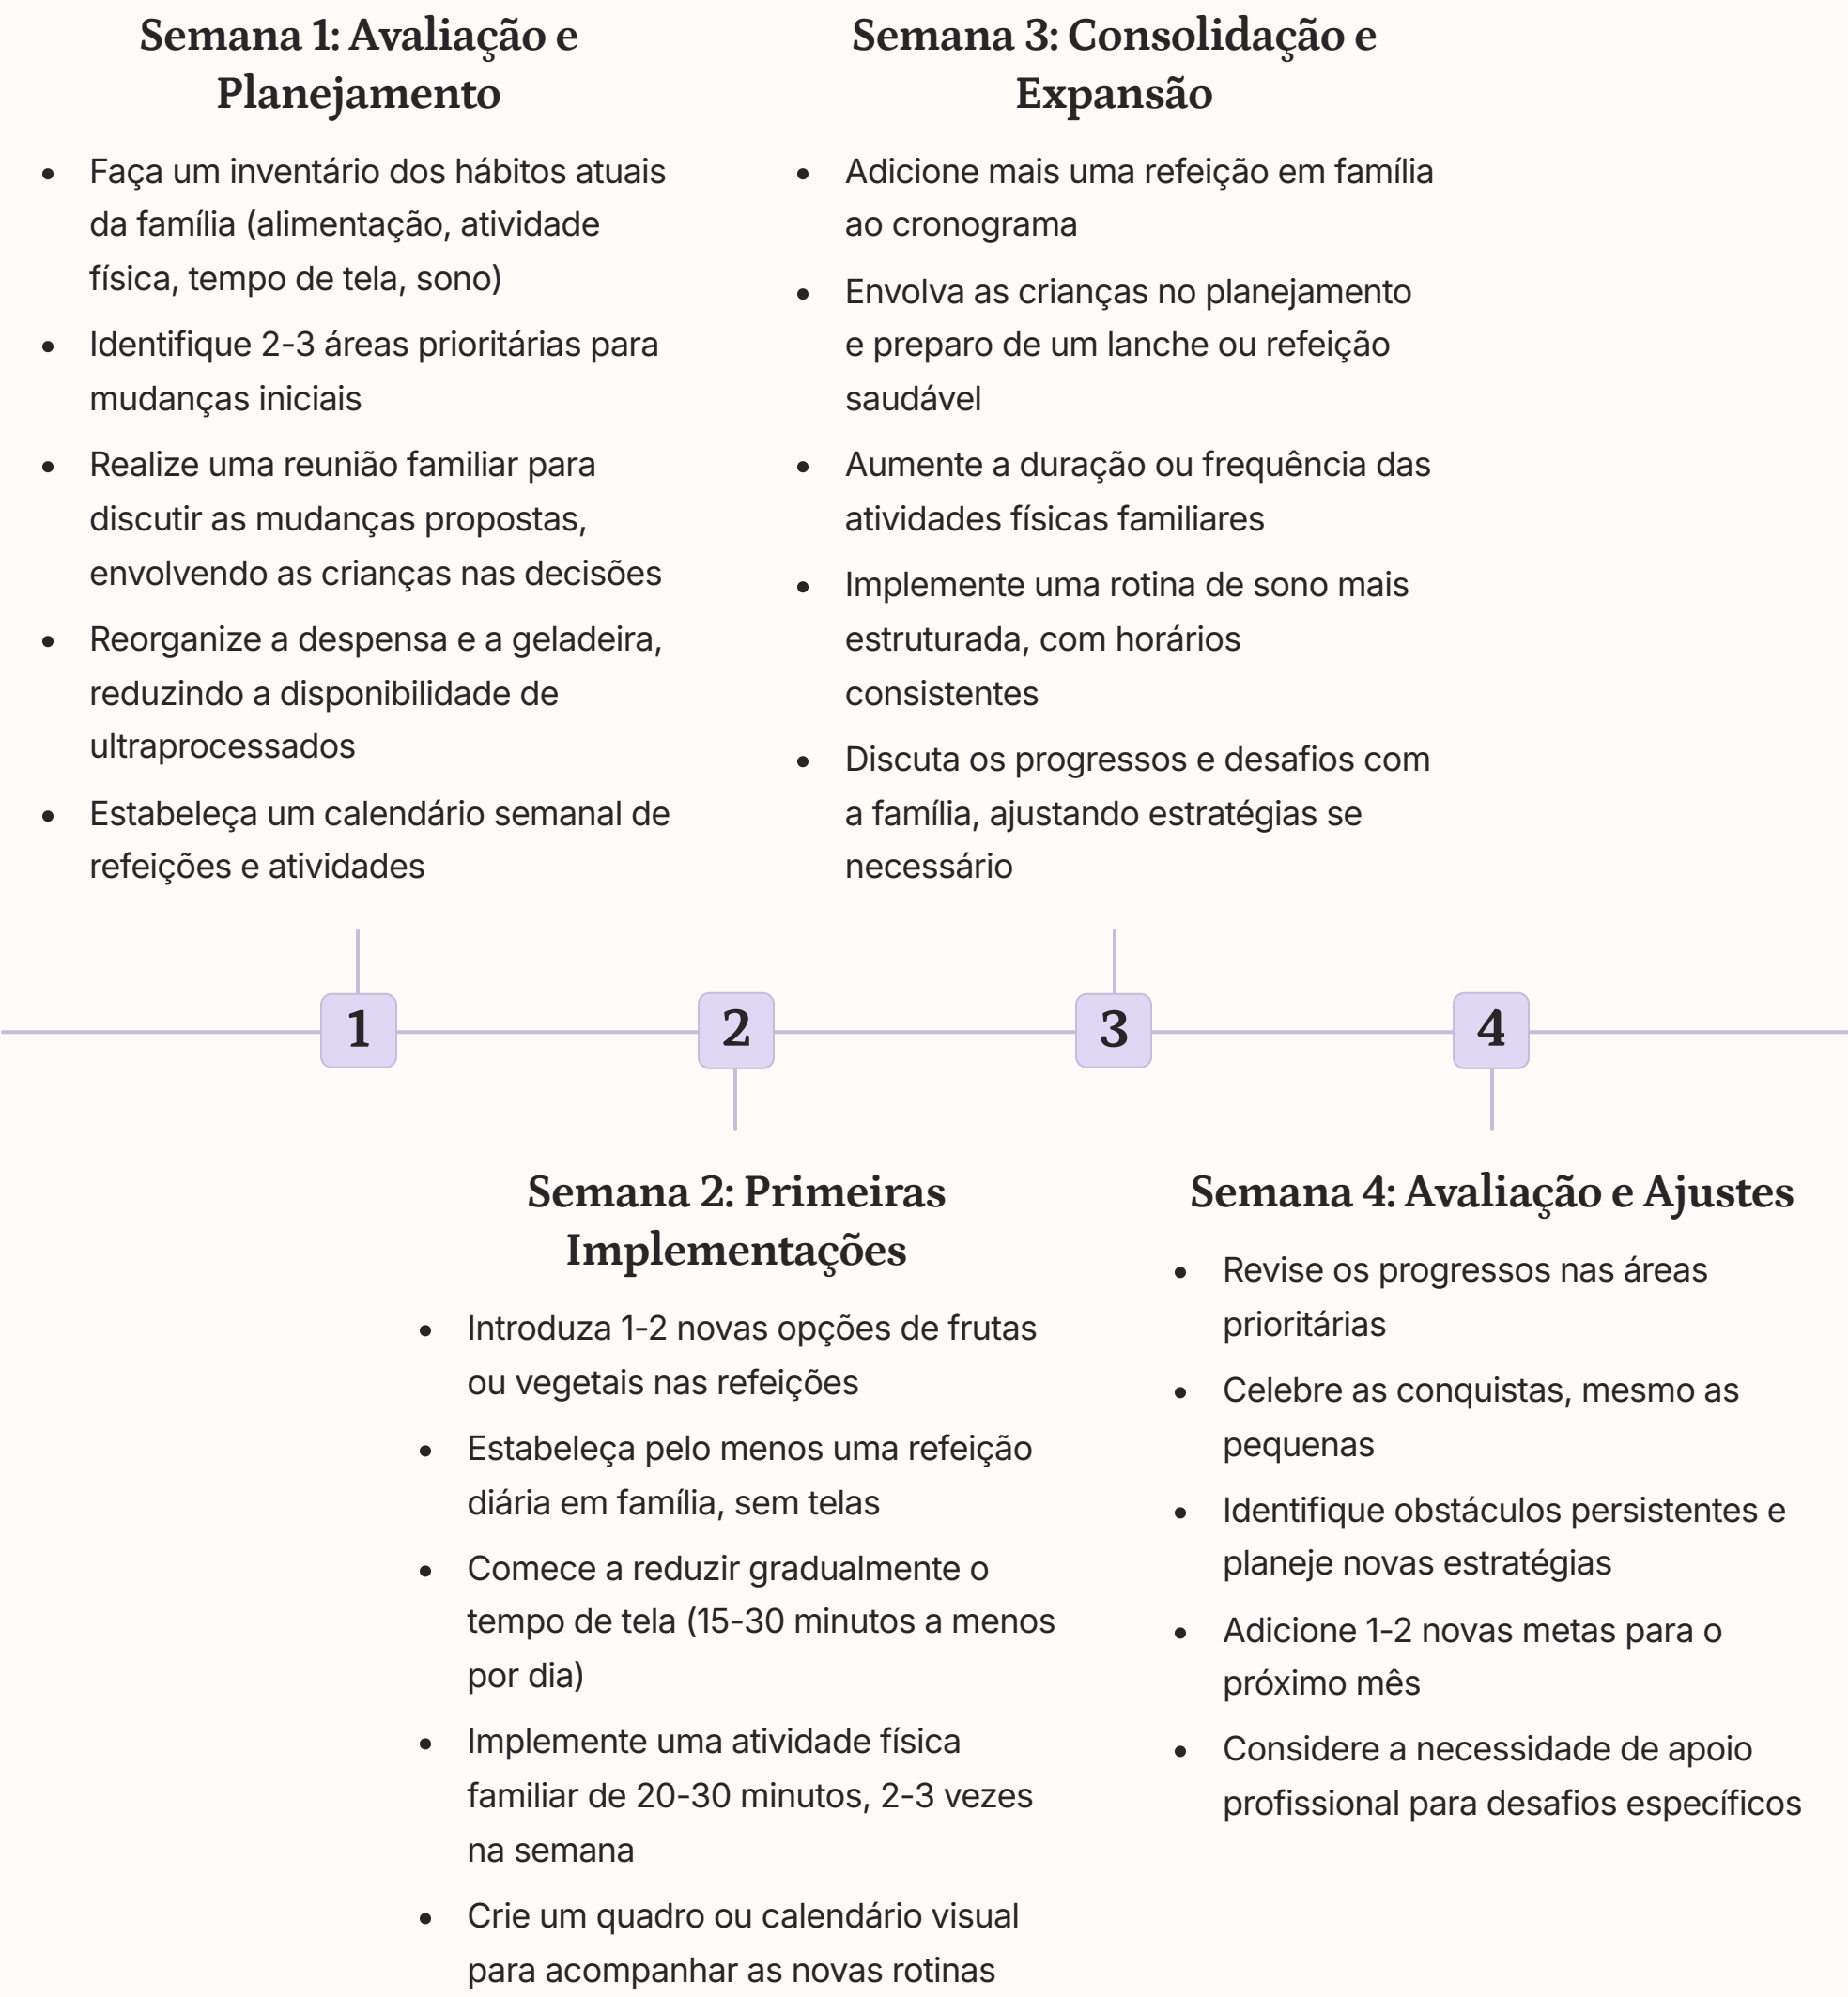 Semana 1: Avaliação e
Planejamento
Faça um inventário dos hábitos atuais
da família (alimentação, atividade
física, tempo de tela, sono)
Identifique 2-3 áreas prioritárias para
mudanças iniciais
Realize uma reunião familiar para
discutir as mudanças propostas,
envolvendo as crianças nas decisões
Reorganize a despensa e a geladeira,
reduzindo a disponibilidade de
ultraprocessados
Estabeleça um calendário semanal de
refeições e atividades
Semana 3: Consolidação e
Expansão
Adicione mais uma refeição em família
ao cronograma
Envolva as crianças no planejamento
e preparo de um lanche ou refeição
saudável
Aumente a duração ou frequência das
atividades físicas familiares
Implemente uma rotina de sono mais
estruturada, com horários
consistentes
Discuta os progressos e desafios com
a família, ajustando estratégias se
necessário
1
2
3
4
Semana 2: Primeiras
Implementações
Introduza 1-2 novas opções de frutas
ou vegetais nas refeições
Estabeleça pelo menos uma refeição
diária em família, sem telas
Comece a reduzir gradualmente o
tempo de tela (15-30 minutos a menos
por dia)
Implemente uma atividade física
familiar de 20-30 minutos, 2-3 vezes
na semana
Crie um quadro ou calendário visual
para acompanhar as novas rotinas
Semana 4: Avaliação e Ajustes
Revise os progressos nas áreas
prioritárias
Celebre as conquistas, mesmo as
pequenas
Identifique obstáculos persistentes e
planeje novas estratégias
Adicione 1-2 novas metas para o
próximo mês
Considere a necessidade de apoio
profissional para desafios específicos